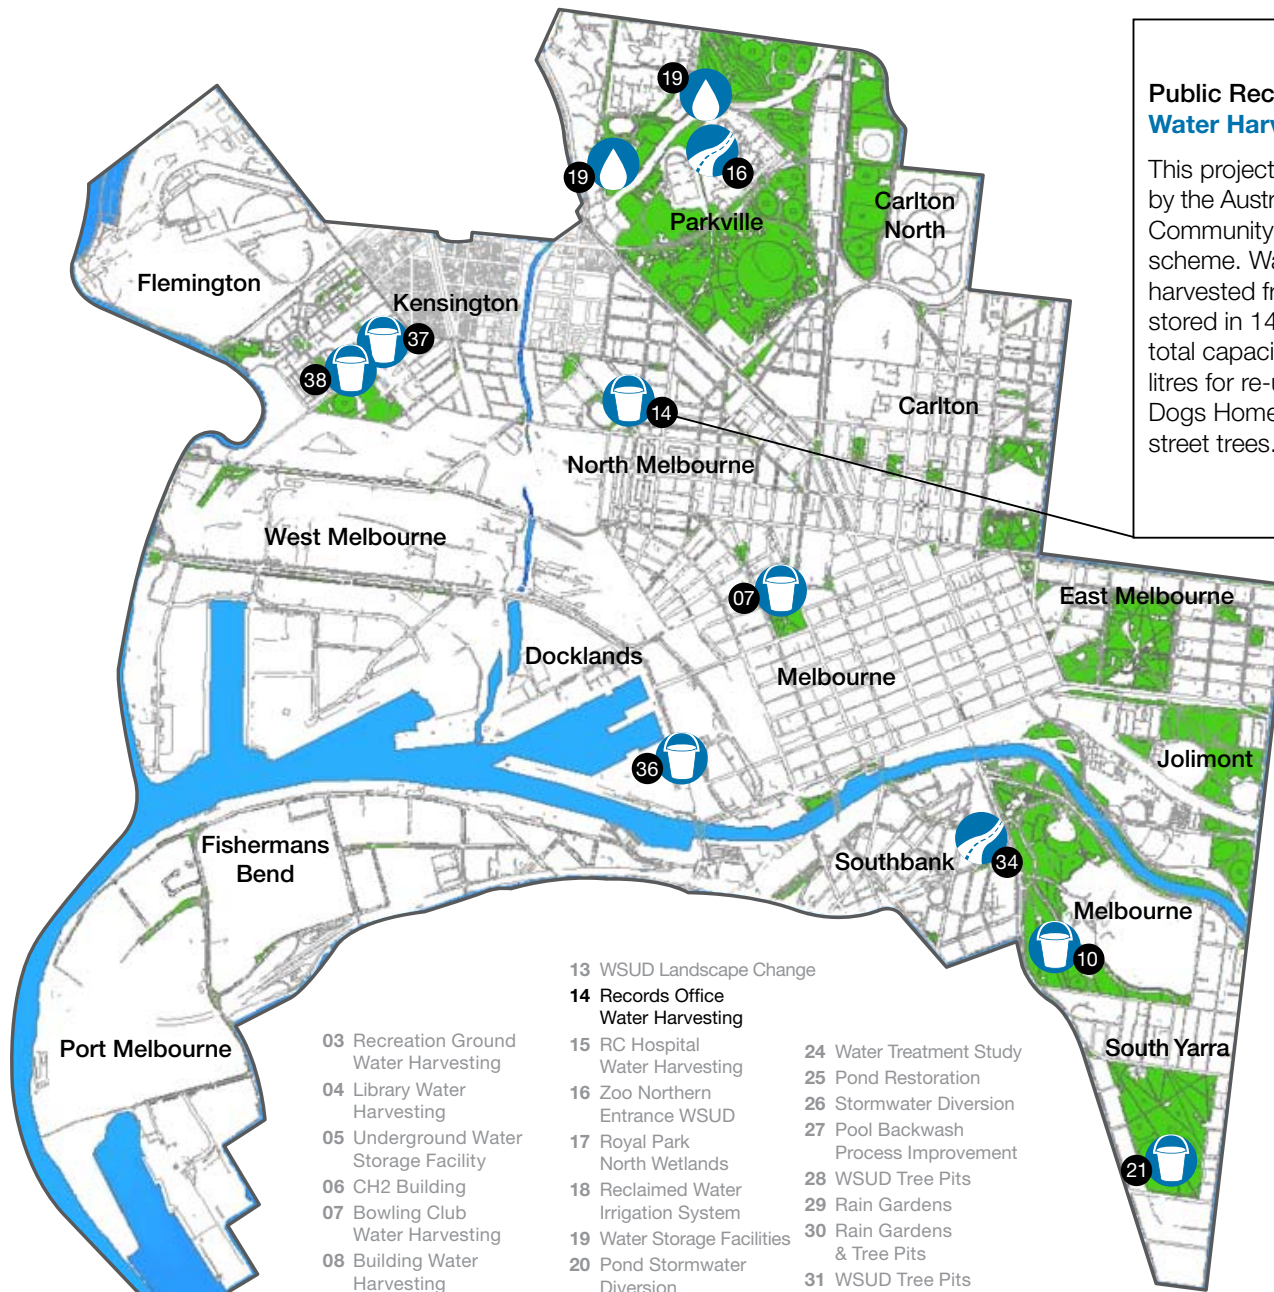 19
19
16
Parkville
Carlton
North
Flemington
Kensington
37
38
14
Carlton
North Melbourne
West Melbourne
07
East Melbourne
Docklands
Melbourne
36
Jolimont
Fishermans
Bend
Southbank
34
Melbourne
10
Port Melbourne
South Yarra
21
Public Rec
Water Harv
This project
by the Austr
Community
scheme. Wa
harvested fr
stored in 14
total capaci
litres for re-u
Dogs Home
street trees.
03 Recreation Ground
Water Harvesting
04 Library Water
Harvesting
05 Underground Water
Storage Facility
06 CH2 Building
07 Bowling Club
Water Harvesting
08 Building Water
Harvesting
13 WSUD Landscape Change
14 Records Office
Water Harvesting
15 RC Hospital
Water Harvesting
16 Zoo Northern
Entrance WSUD
17 Royal Park
North Wetlands
18 Reclaimed Water
Irrigation System
19 Water Storage Facilities
20 Pond Stormwater
Diversion
24 Water Treatment Study
25 Pond Restoration
26 Stormwater Diversion
27 Pool Backwash
Process Improvement
28 WSUD Tree Pits
29 Rain Gardens
30 Rain Gardens
& Tree Pits
31 WSUD Tree Pits